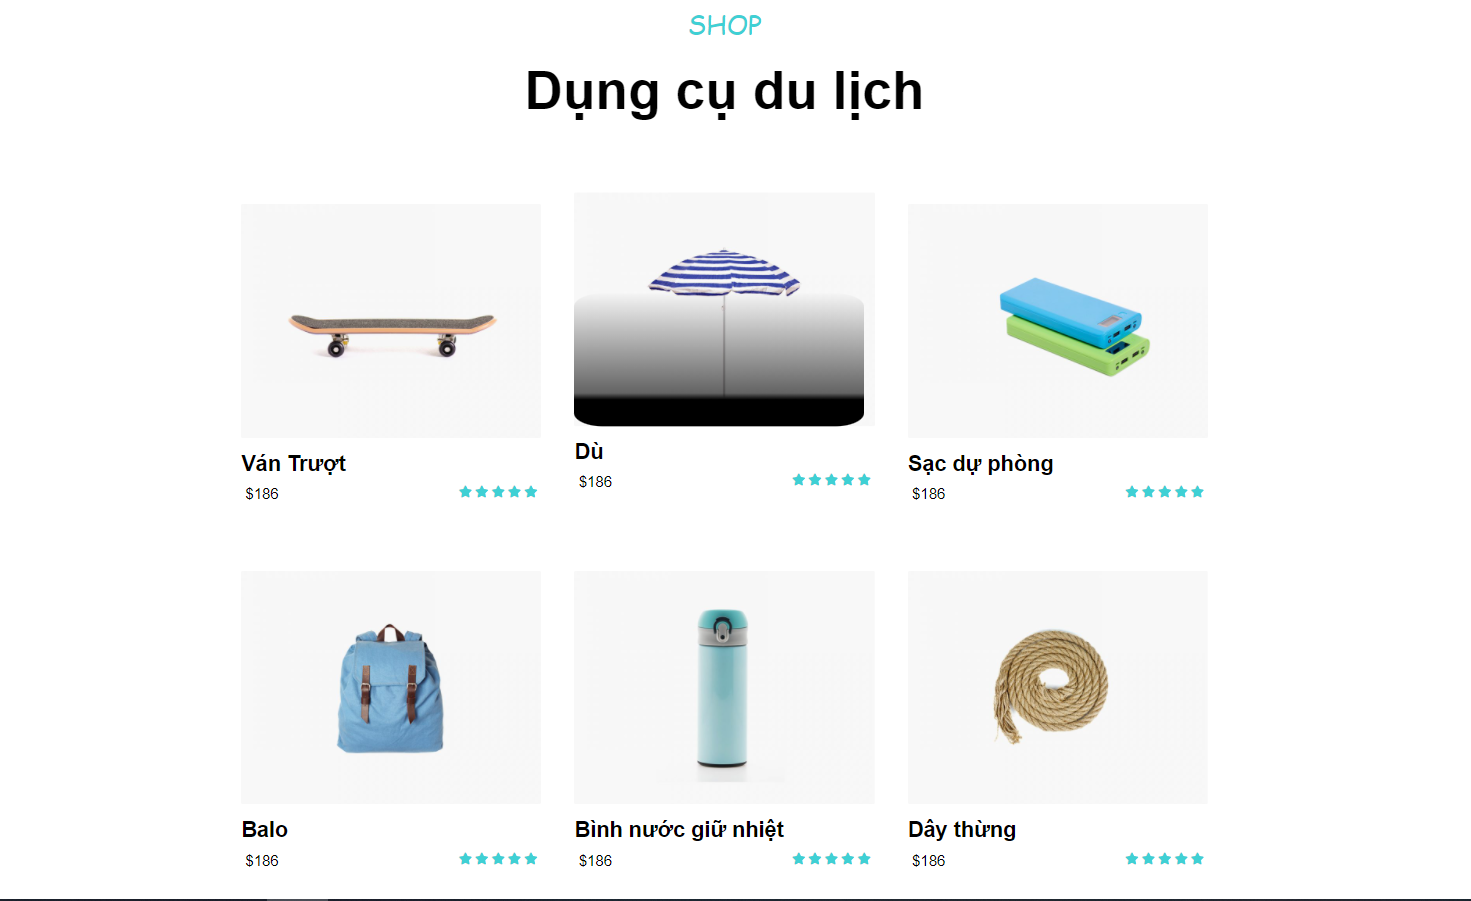 SHOP
Dụng cụ du lịch
Ván Trượt
$186
Dù
$186
Sạc dự phòng
$186
Balo
$186
Bình nước giữ nhiệt
$186
Dây thừng
$186